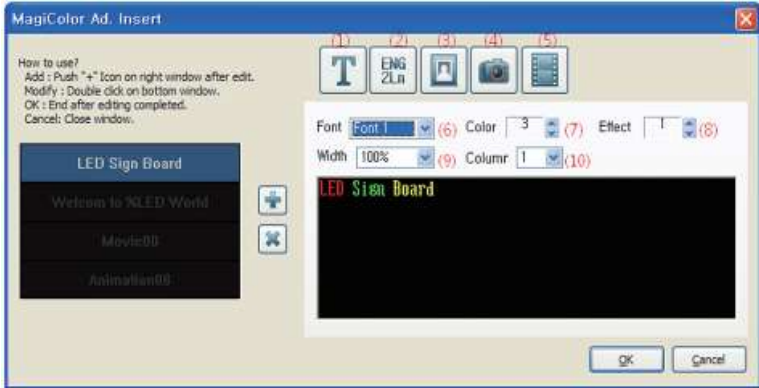 MagiColor Ad. Insert
How to use?
Add : Push "+" Icon on right window after edit.
Modify : Double click on bottom window.
OK : End after editing completed.
Cancel: Close window.
(1) (2) (3) (4) (5)
T ENG
2Ln
Font Font 1 (6) Color 3 (7) Effect 1 (8)
Width 100% (9) Columr 1 (10)
LED Sign Board
Welcom to %LED World
Movie00
Animation00
LED Sign Board
OK Cancel